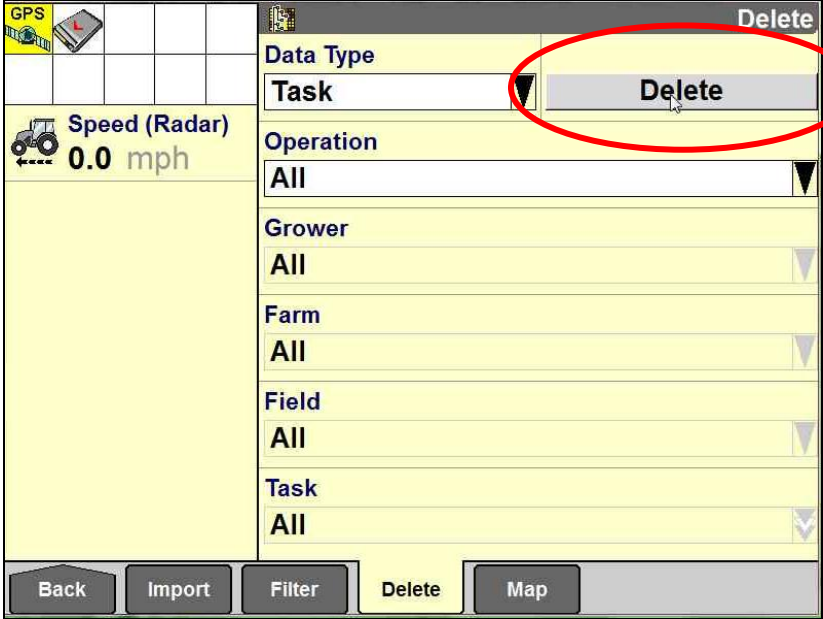 GPS
L
Delete
Speed (Radar)
0.0 mph
Data Type
Task
Delete
Operation
All
Grower
All
Farm
All
Field
All
Task
All
Back
Import
Filter
Delete
Map